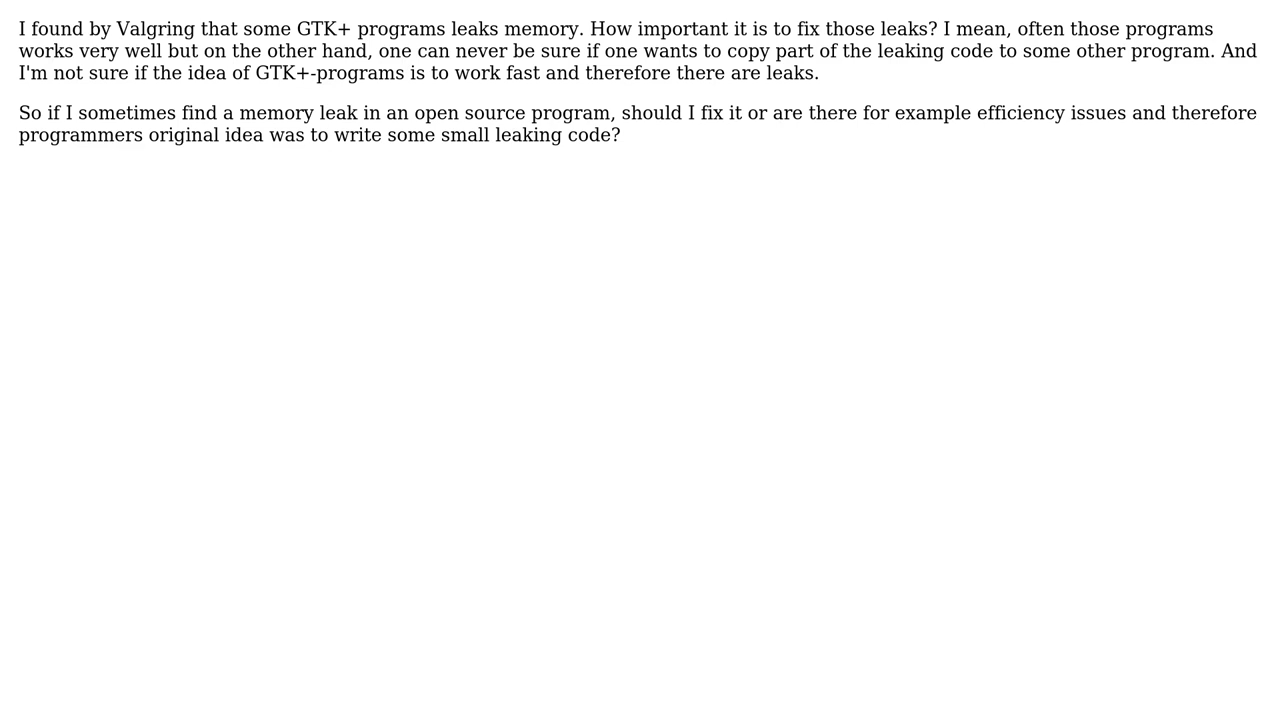 I found by Valgring that some GTK+ programs leaks memory. How important it is to fix those leaks? I mean, often those programs
works very well but on the other hand, one can never be sure if one wants to copy part of the leaking code to some other program. And
I'm not sure if the idea of GTK+-programs is to work fast and therefore there are leaks.
So if I sometimes find a memory leak in an open source program, should I fix it or are there for example efficiency issues and therefore
programmers original idea was to write some small leaking code?